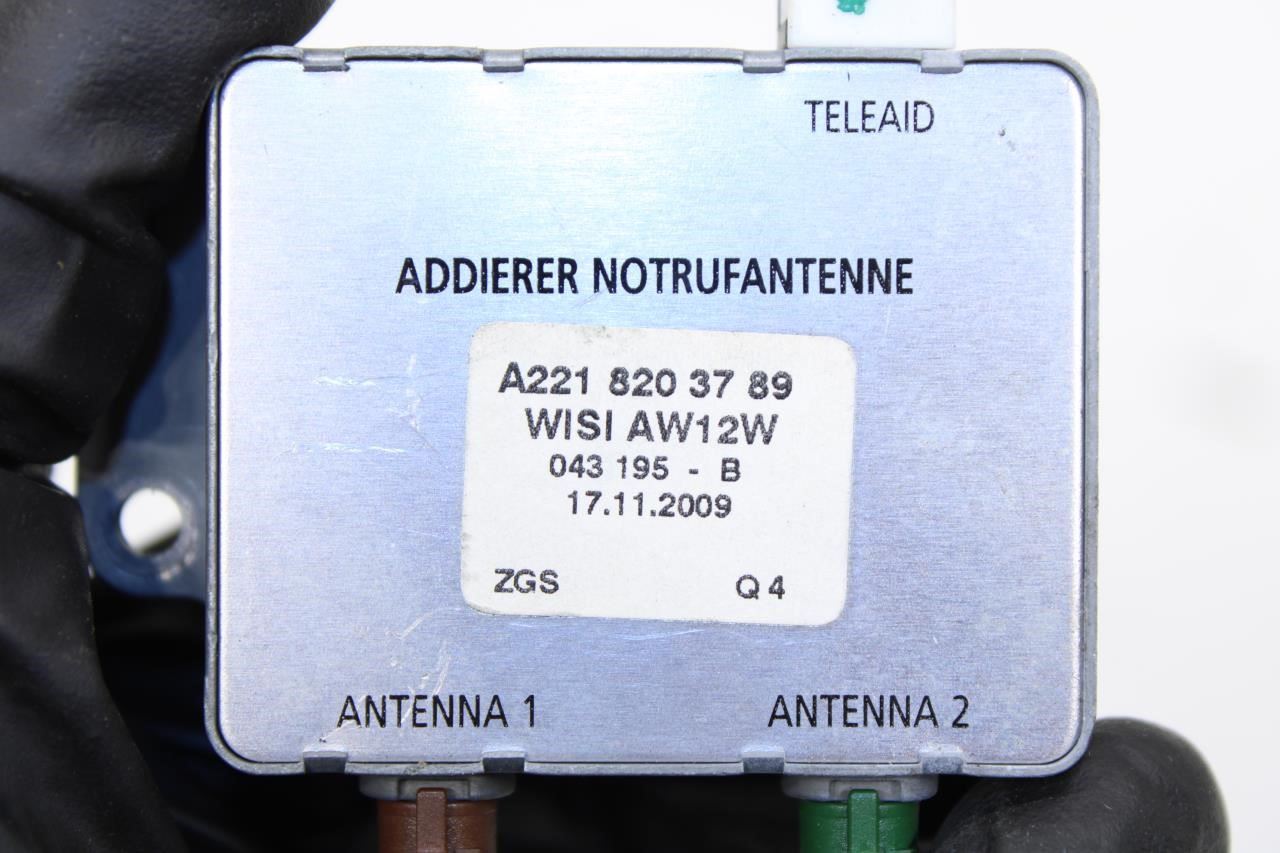 TELEAID
ADDIERER NOTRUFANTENNE
A221 820 37 89
WISI AW12W
043 195 - B
17.11.2009
ZGS Q4
ANTENNA 1 ANTENNA 2